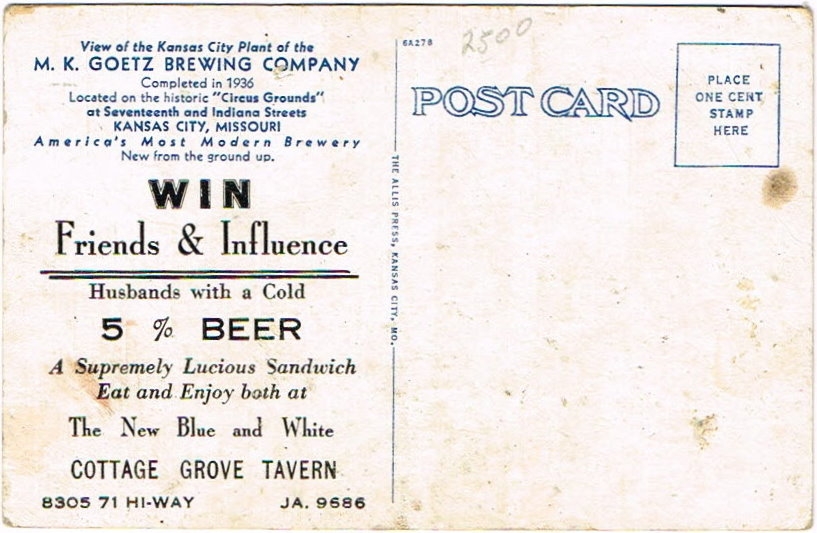 View of the Kansas City Plant of the
M. K. GOETZ BREWING COMPANY
Completed in 1936
Located on the historic "Circus Grounds"
at Seventeenth and Indiana Streets
KANSAS CITY, MISSOURI
America's Most Modern Brewery
New from the ground up.
WIN
Friends & Influence
Husbands with a Cold
5 % BEER
A Supremely Lucious Sandwich
Eat and Enjoy both at
The New Blue and White
COTTAGE GROVE TAVERN
8305 71 HI-WAY JA. 9686
THE ALLIS PRESS, KANSAS CITY, MO.
6A278
2500
POST CARD
PLACE
ONE CENT
STAMP
HERE